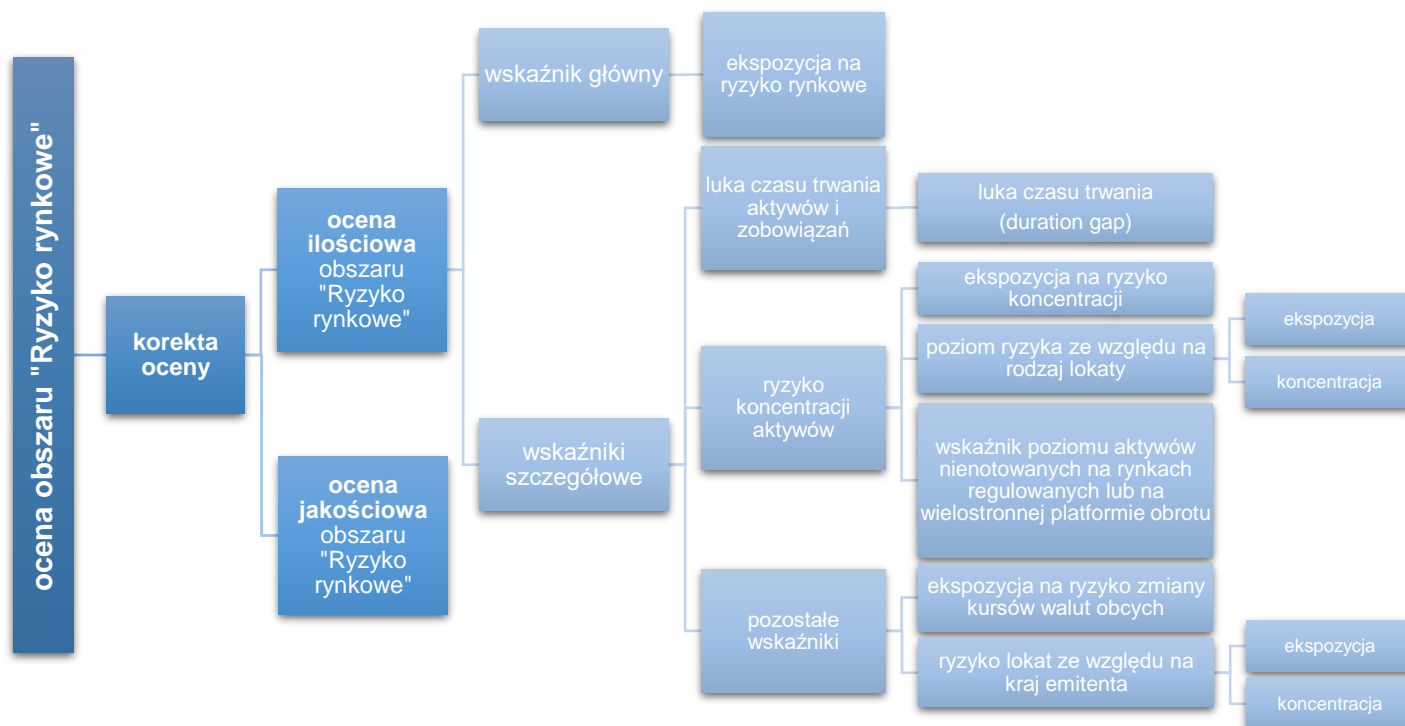 ocena obszaru "Ryzyko rynkowe"
korekta
oceny
ocena
ilościowa
obszaru
"Ryzyko
rynkowe"
ocena
jakościowa
obszaru
"Ryzyko
rynkowe"
wskaźnik główny
wskaźniki
szczegółowe
ekspozycja na
ryzyko rynkowe
luka czasu trwania
aktywów i
zobowiązań
ryzyko
koncentracji
aktywów
pozostałe
wskaźniki
luka czasu trwania
(duration gap)
ekspozycja na ryzyko
koncentracji
poziom ryzyka ze względu na
rodzaj lokaty
wskaźnik poziomu aktywów
nienotowanych na rynkach
regulowanych lub na
wielostronnej platformie obrotu
ekspozycja na ryzyko zmiany
kursów walut obcych
ryzyko lokat ze względu na
kraj emitenta
ekspozycja
koncentracja
ekspozycja
koncentracja